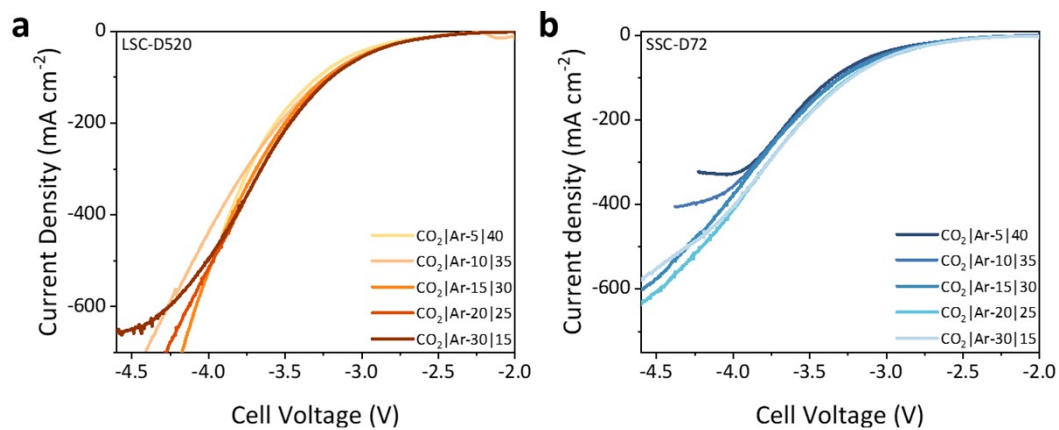 a
LSC-D520
0
-200
-400
-600
-4.5
-4.0
-3.5
-3.0
-2.5
-2.0
Current Density (mA cm⁻²)
Cell Voltage (V)
CO₂|Ar-5|40
CO₂|Ar-10|35
CO₂|Ar-15|30
CO₂|Ar-20|25
CO₂|Ar-30|15
b
SSC-D72
0
-200
-400
-600
-4.5
-4.0
-3.5
-3.0
-2.5
-2.0
Current density (mA cm⁻²)
Cell Voltage (V)
CO₂|Ar-5|40
CO₂|Ar-10|35
CO₂|Ar-15|30
CO₂|Ar-20|25
CO₂|Ar-30|15